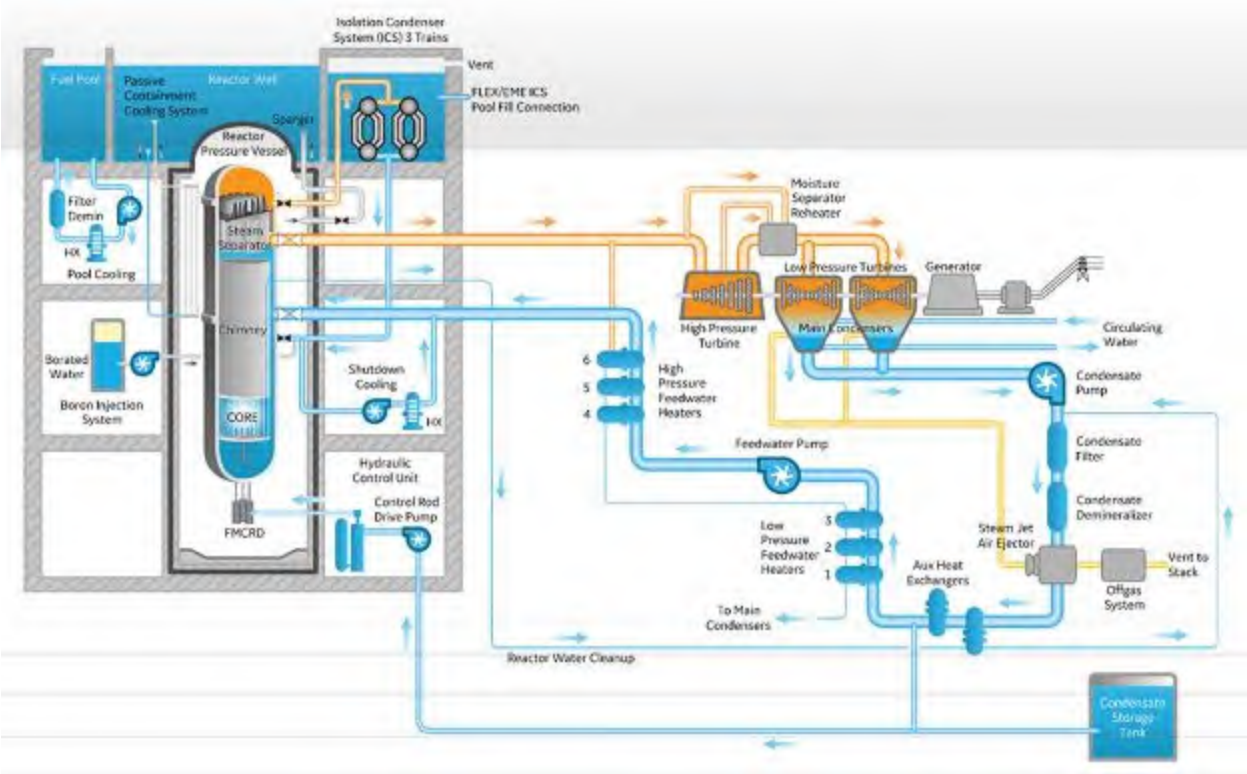 Isolation Condenser
System (ICS) 3 Trains
Vent
FLEX/EME ICS
Pool Fill Connection
Fuel Pool
Passive
Containment
Cooling System
Reactor Well
Sparger
Reactor
Pressure Vessel
Filter
Demin
HX
Pool Cooling
Steam
Separator
Chimney
CORE
FMCRD
Borated
Water
Boron Injection
System
Shutdown
Cooling
HX
Hydraulic
Control Unit
Control Rod
Drive Pump
Moisture
Separator
Reheater
High Pressure
Turbine
Low Pressure Turbines
Generator
Main Condensers
Circulating
Water
6
5
4
High
Pressure
Feedwater
Heaters
Condensate
Pump
Feedwater Pump
Condensate
Filter
Condensate
Demineralizer
Low
Pressure
Feedwater
Heaters
3
2
1
Steam Jet
Air Ejector
Aux Heat
Exchangers
Vent to
Stack
Offgas
System
To Main
Condensers
Reactor Water Cleanup
Condensate
Storage
Tank